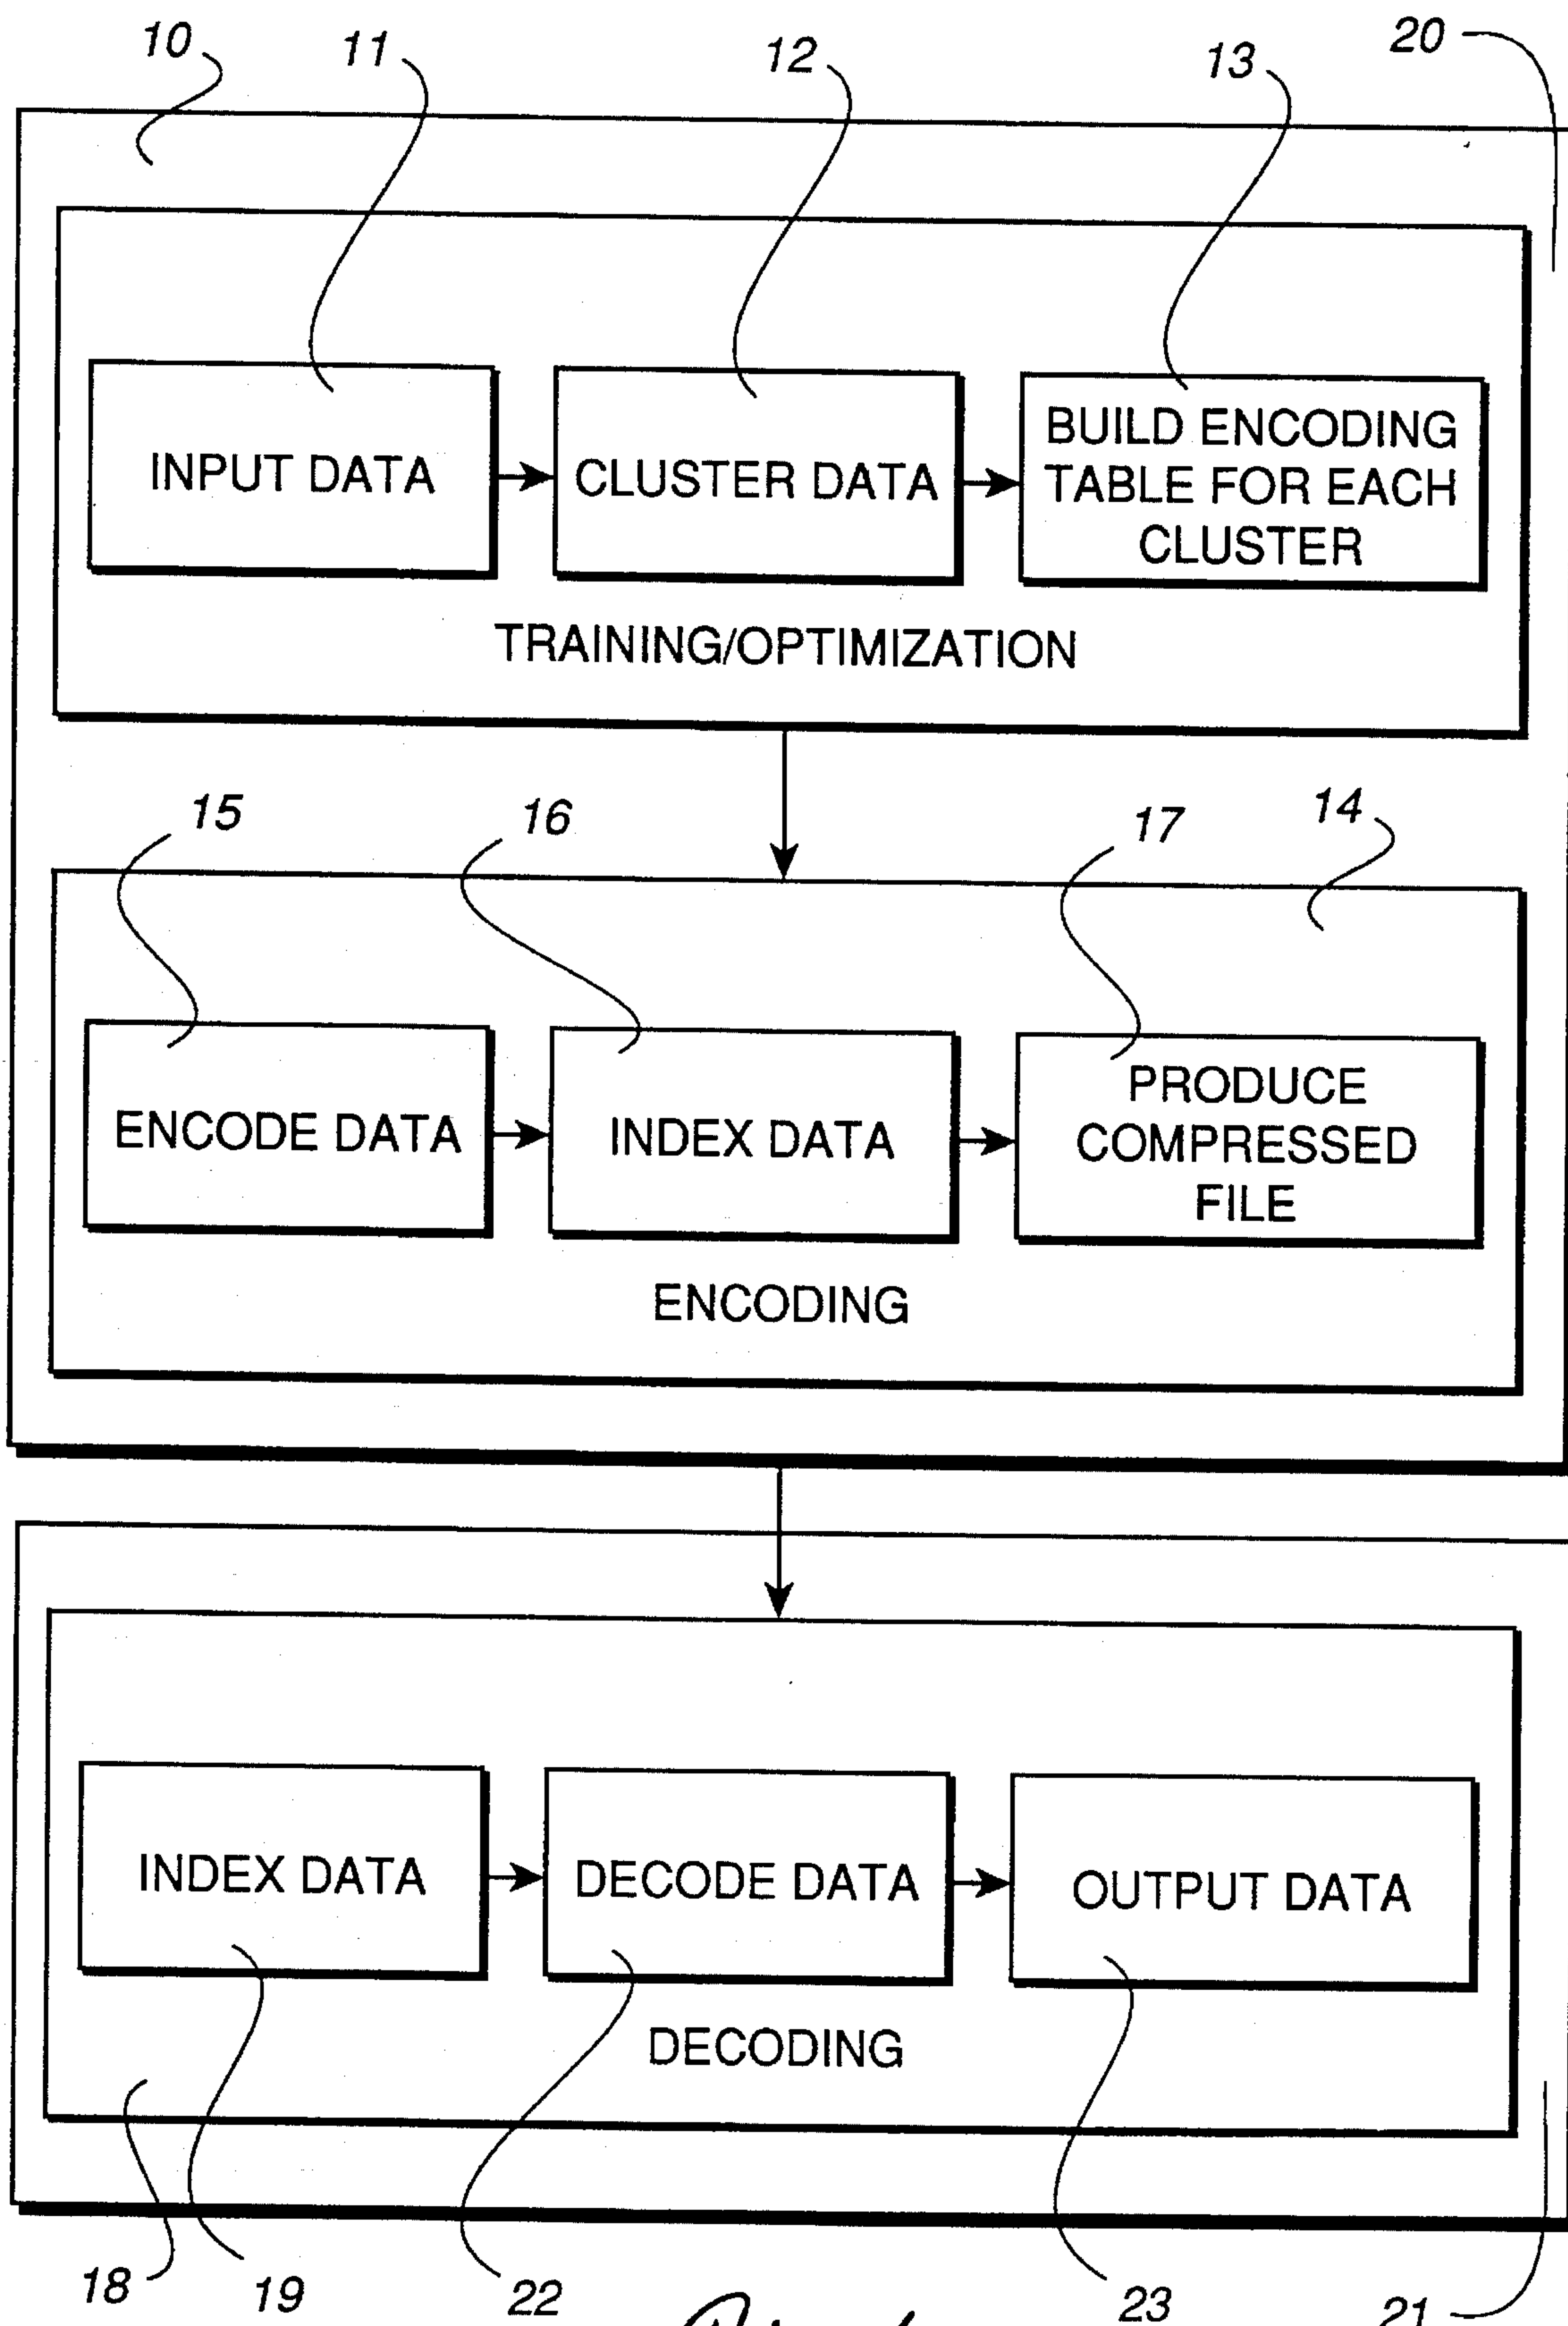 10
11
12
13
20
INPUT DATA
CLUSTER DATA
BUILD ENCODING
TABLE FOR EACH
CLUSTER
TRAINING/OPTIMIZATION
15
16
17
14
ENCODE DATA
INDEX DATA
PRODUCE
COMPRESSED
FILE
ENCODING
INDEX DATA
DECODE DATA
OUTPUT DATA
DECODING
18
19
22
23
21